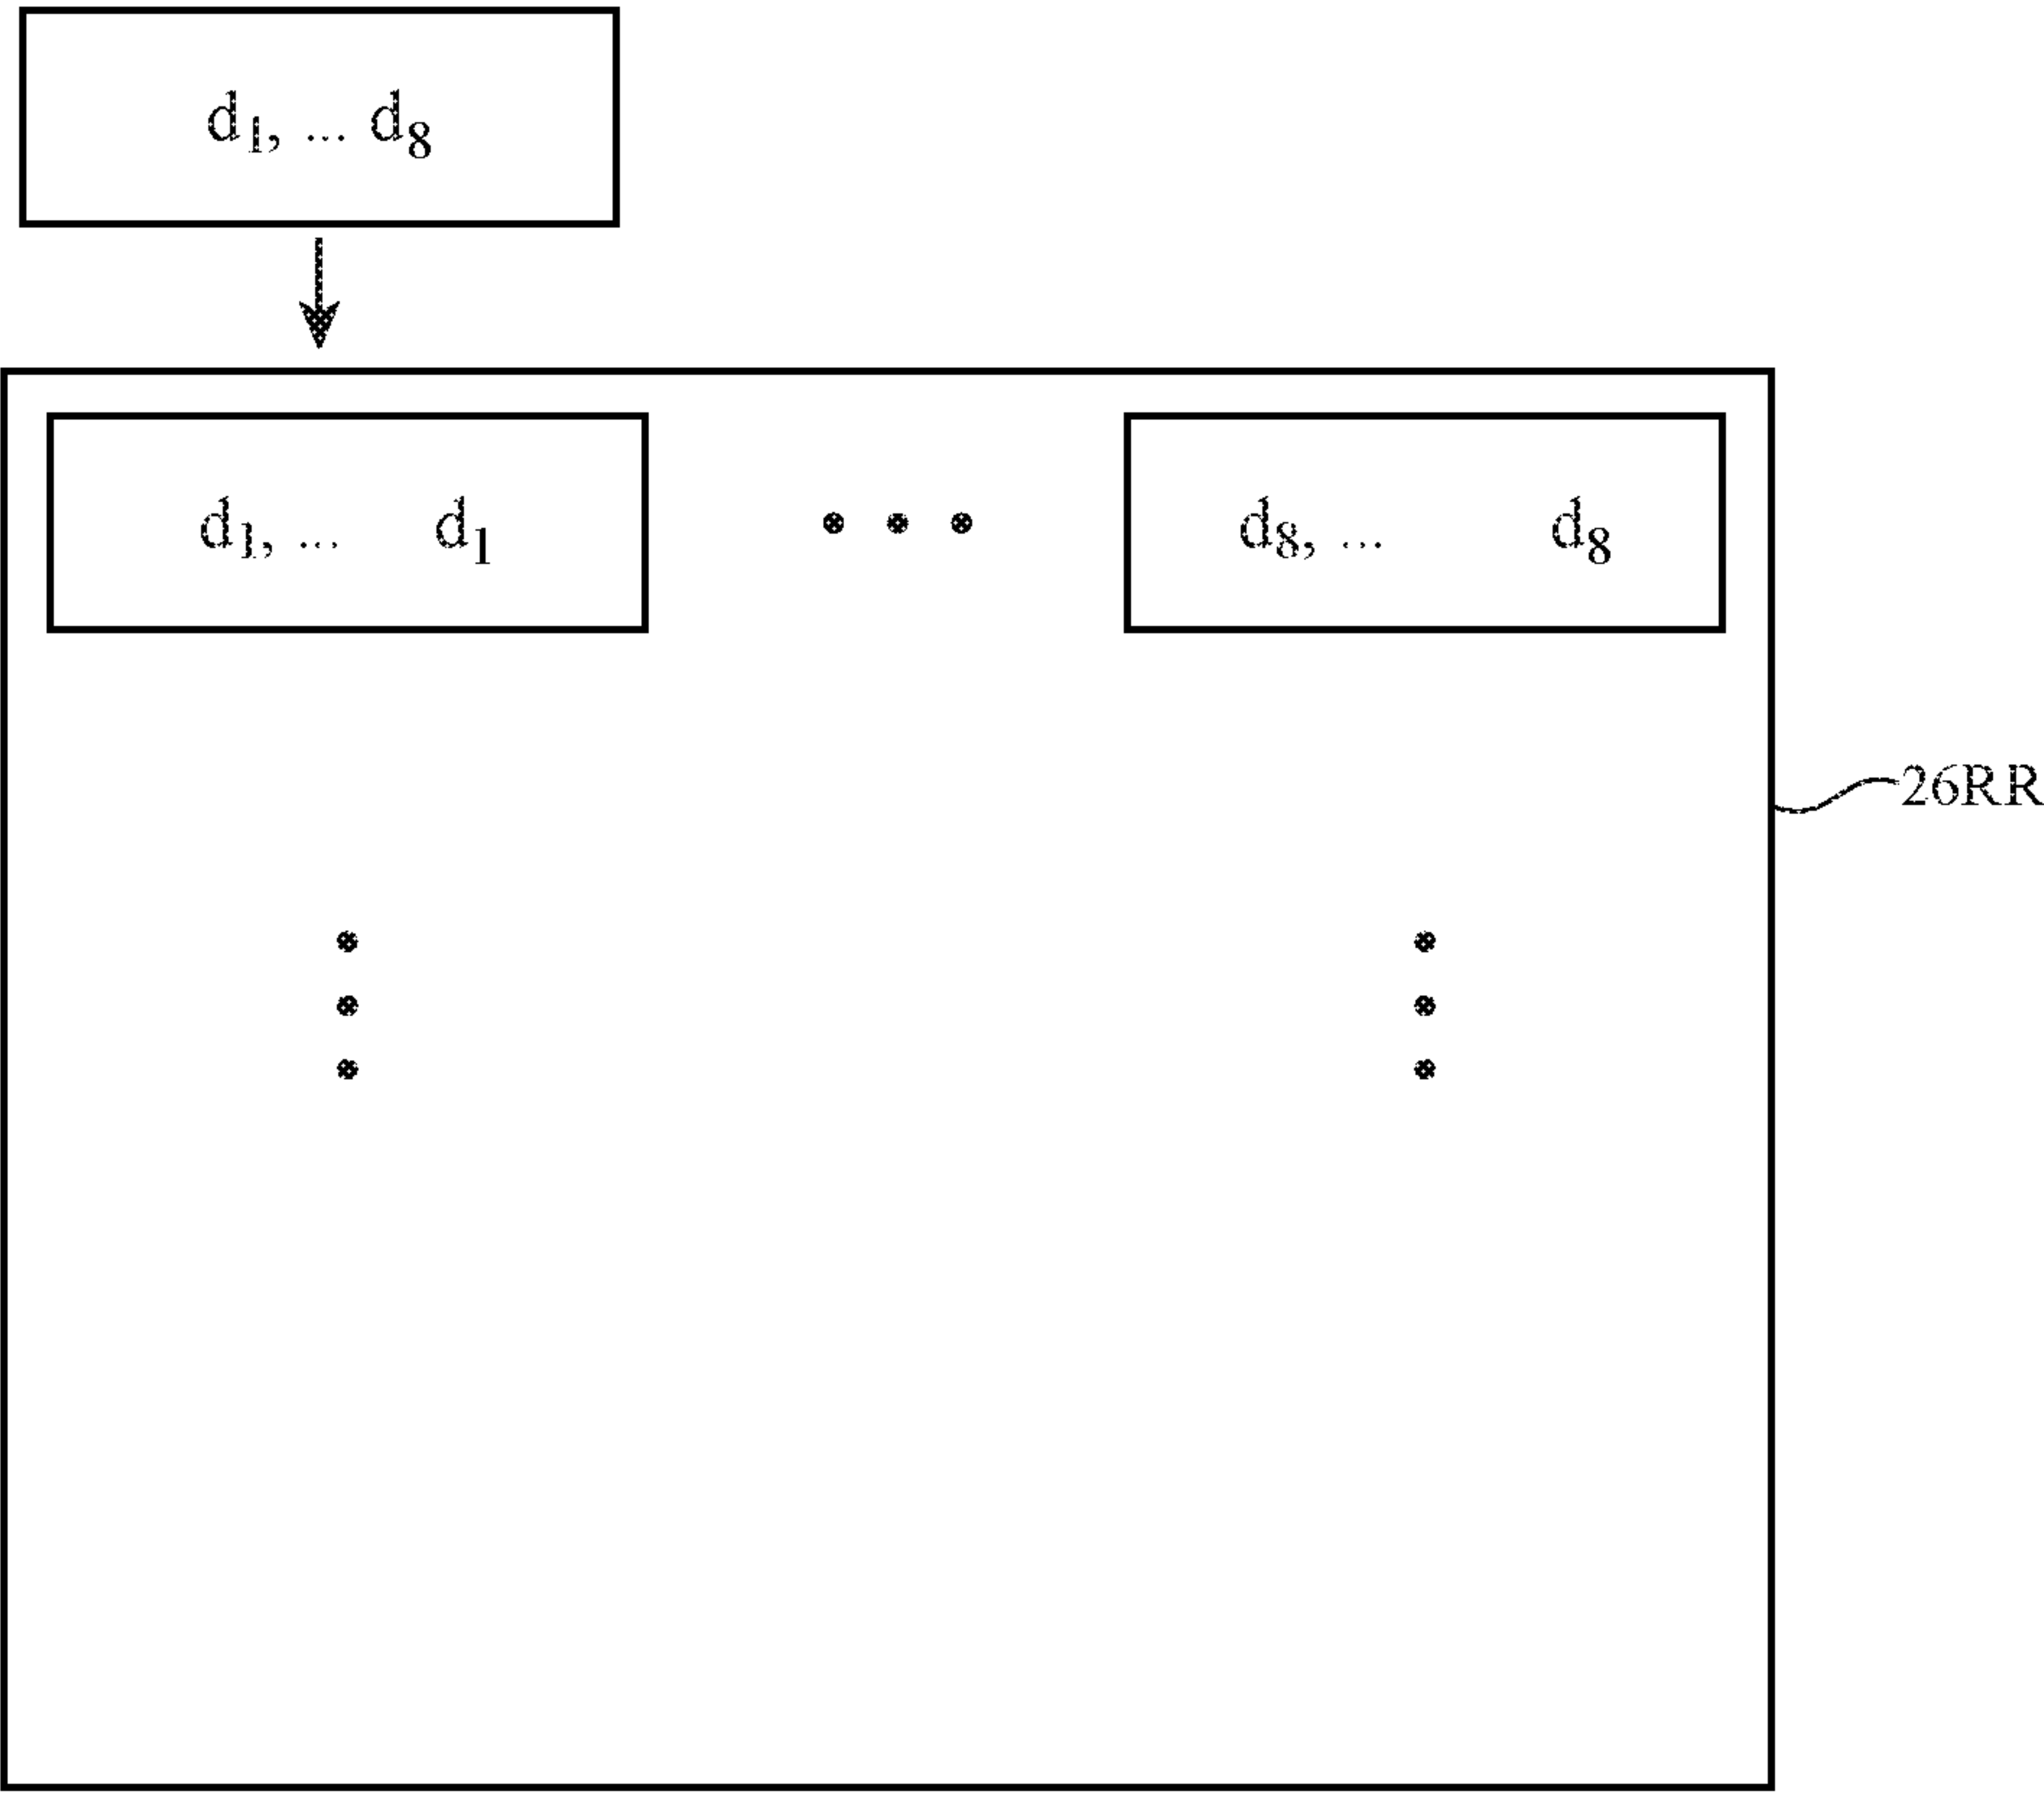 d1, ... d8
d1, ... d1 • • • d8, ... d8
26RR